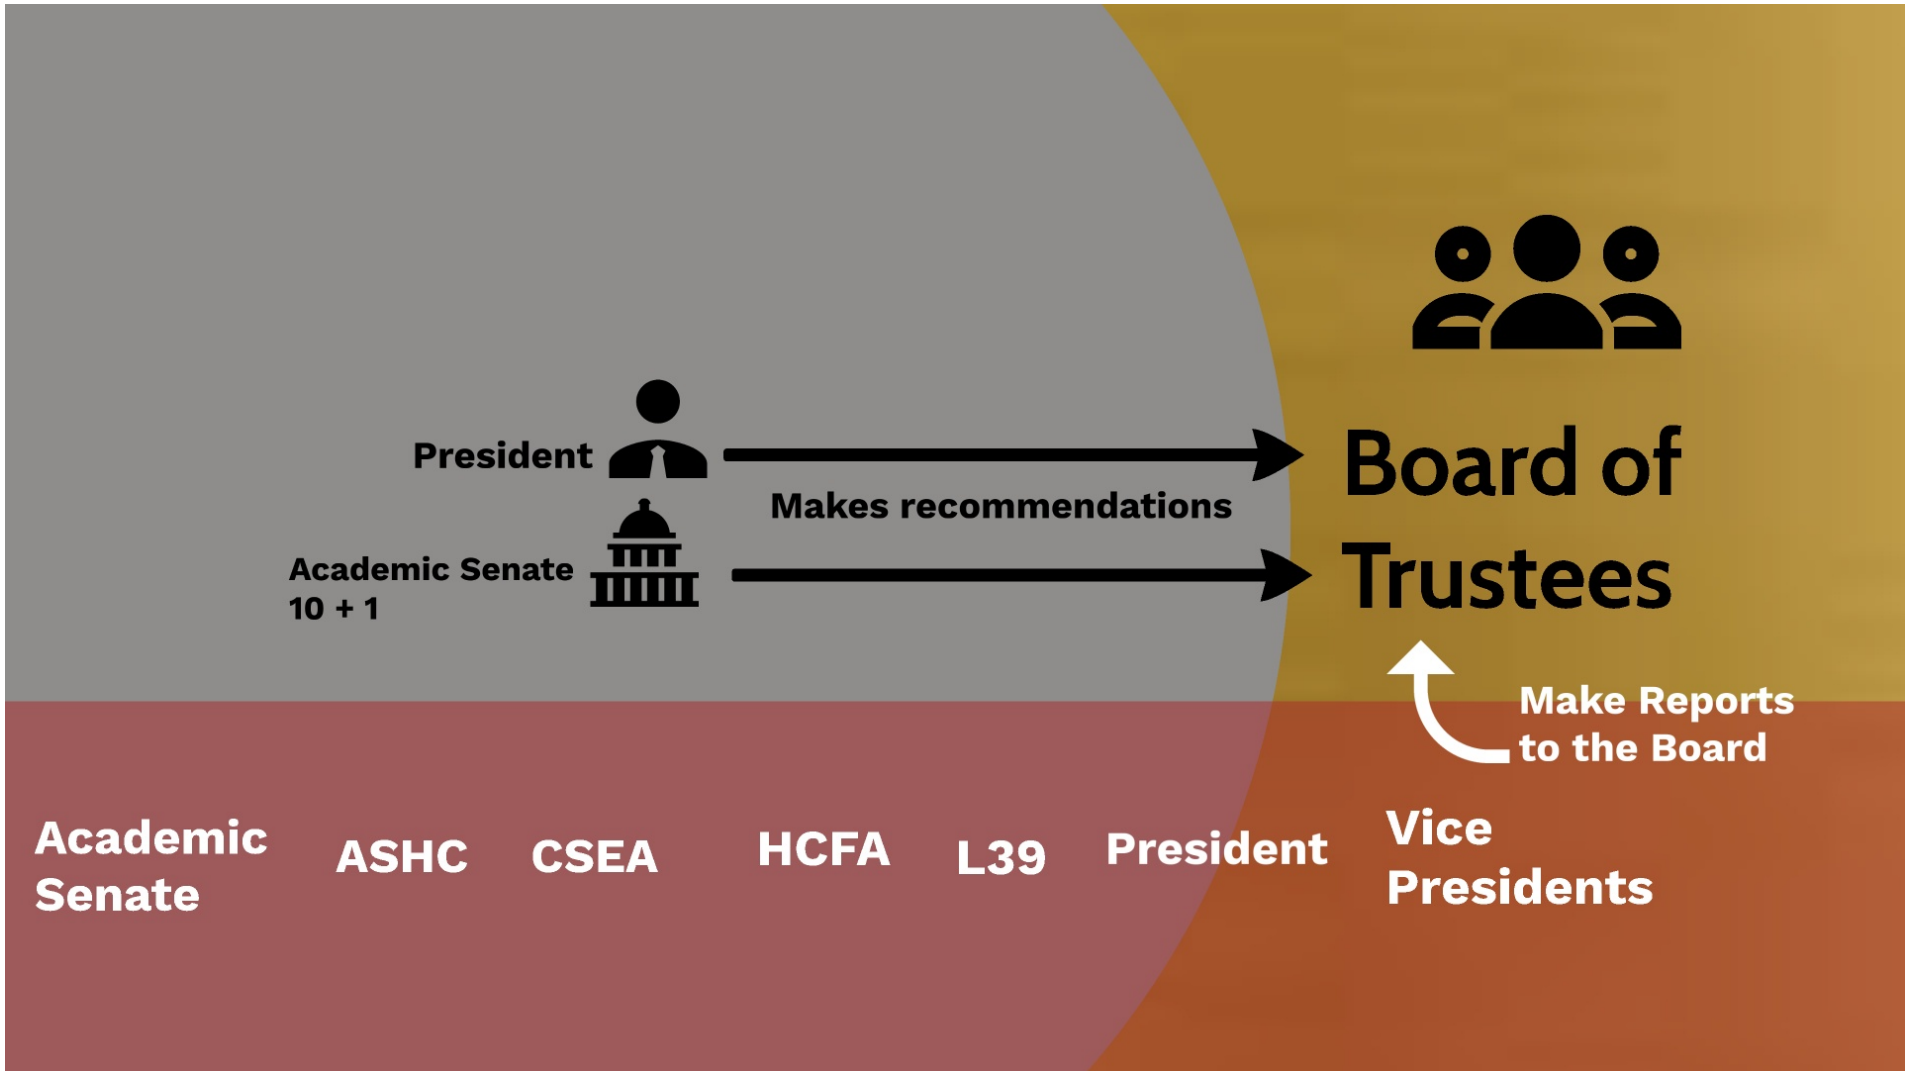 President
Makes recommendations
Academic Senate
10 + 1
Board of
Trustees
Make Reports
to the Board
Academic
Senate
ASHC
CSEA
HCFA
L39
President
Vice
Presidents